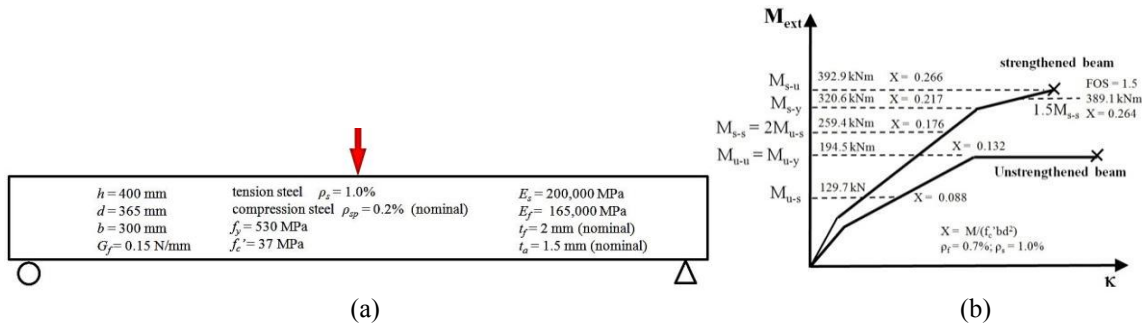 h = 400 mm
d = 365 mm
b = 300 mm
G_f = 0.15 N/mm
tension steel ρ_s = 1.0%
compression steel ρ_sp = 0.2% (nominal)
f_y = 530 MPa
f_c’ = 37 MPa
E_s = 200,000 MPa
E_f = 165,000 MPa
t_f = 2 mm (nominal)
t_a = 1.5 mm (nominal)
(a)
M_ext
strengthened beam
M_s-u 392.9 kNm X = 0.266
FOS = 1.5
389.1 kNm
1.5M_s-s X = 0.264
M_s-y 320.6 kNm X = 0.217
M_s-s = 2M_u-s 259.4 kNm X = 0.176
M_u-u = M_u-y 194.5 kNm X = 0.132
Unstrengthened beam
M_u-s 129.7 kN X = 0.088
X = M/(f_c’bd²)
ρ_f = 0.7%; ρ_s = 1.0%
κ
(b)